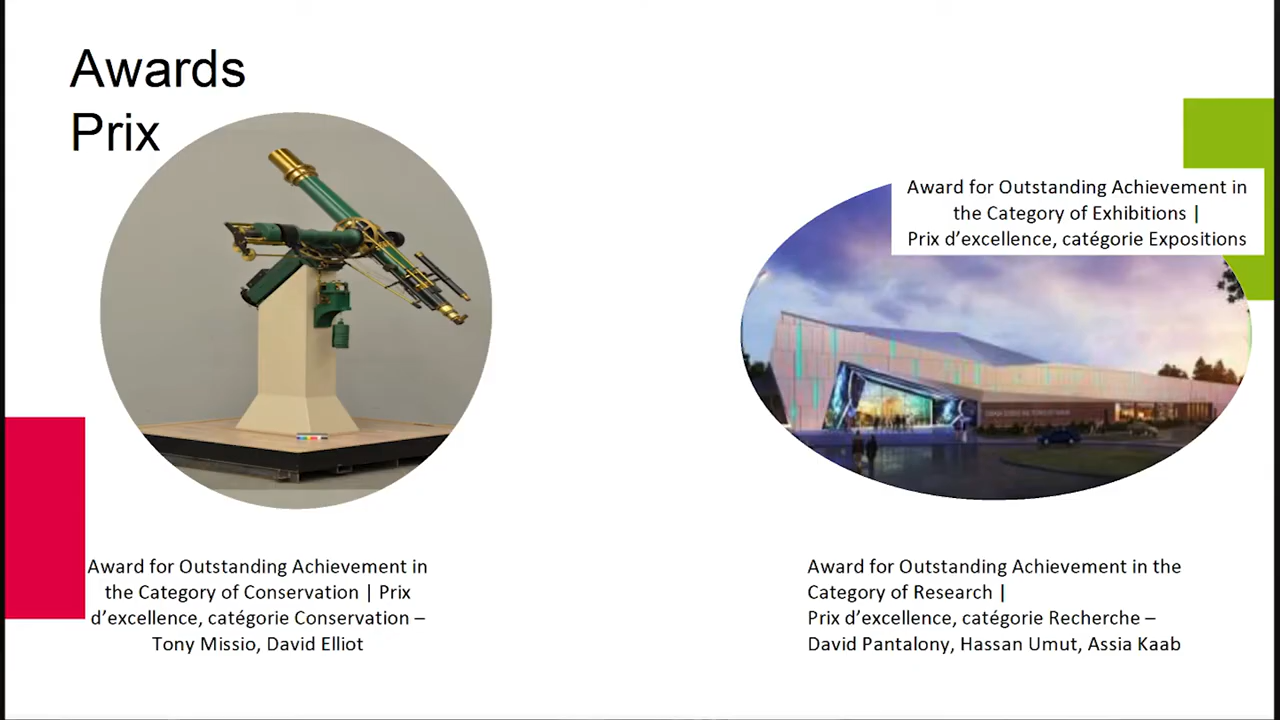 Awards
Prix
Award for Outstanding Achievement in
the Category of Exhibitions |
Prix d’excellence, catégorie Expositions
Award for Outstanding Achievement in
the Category of Conservation | Prix
d’excellence, catégorie Conservation –
Tony Missio, David Elliot
Award for Outstanding Achievement in the
Category of Research |
Prix d’excellence, catégorie Recherche –
David Pantalony, Hassan Umut, Assia Kaab